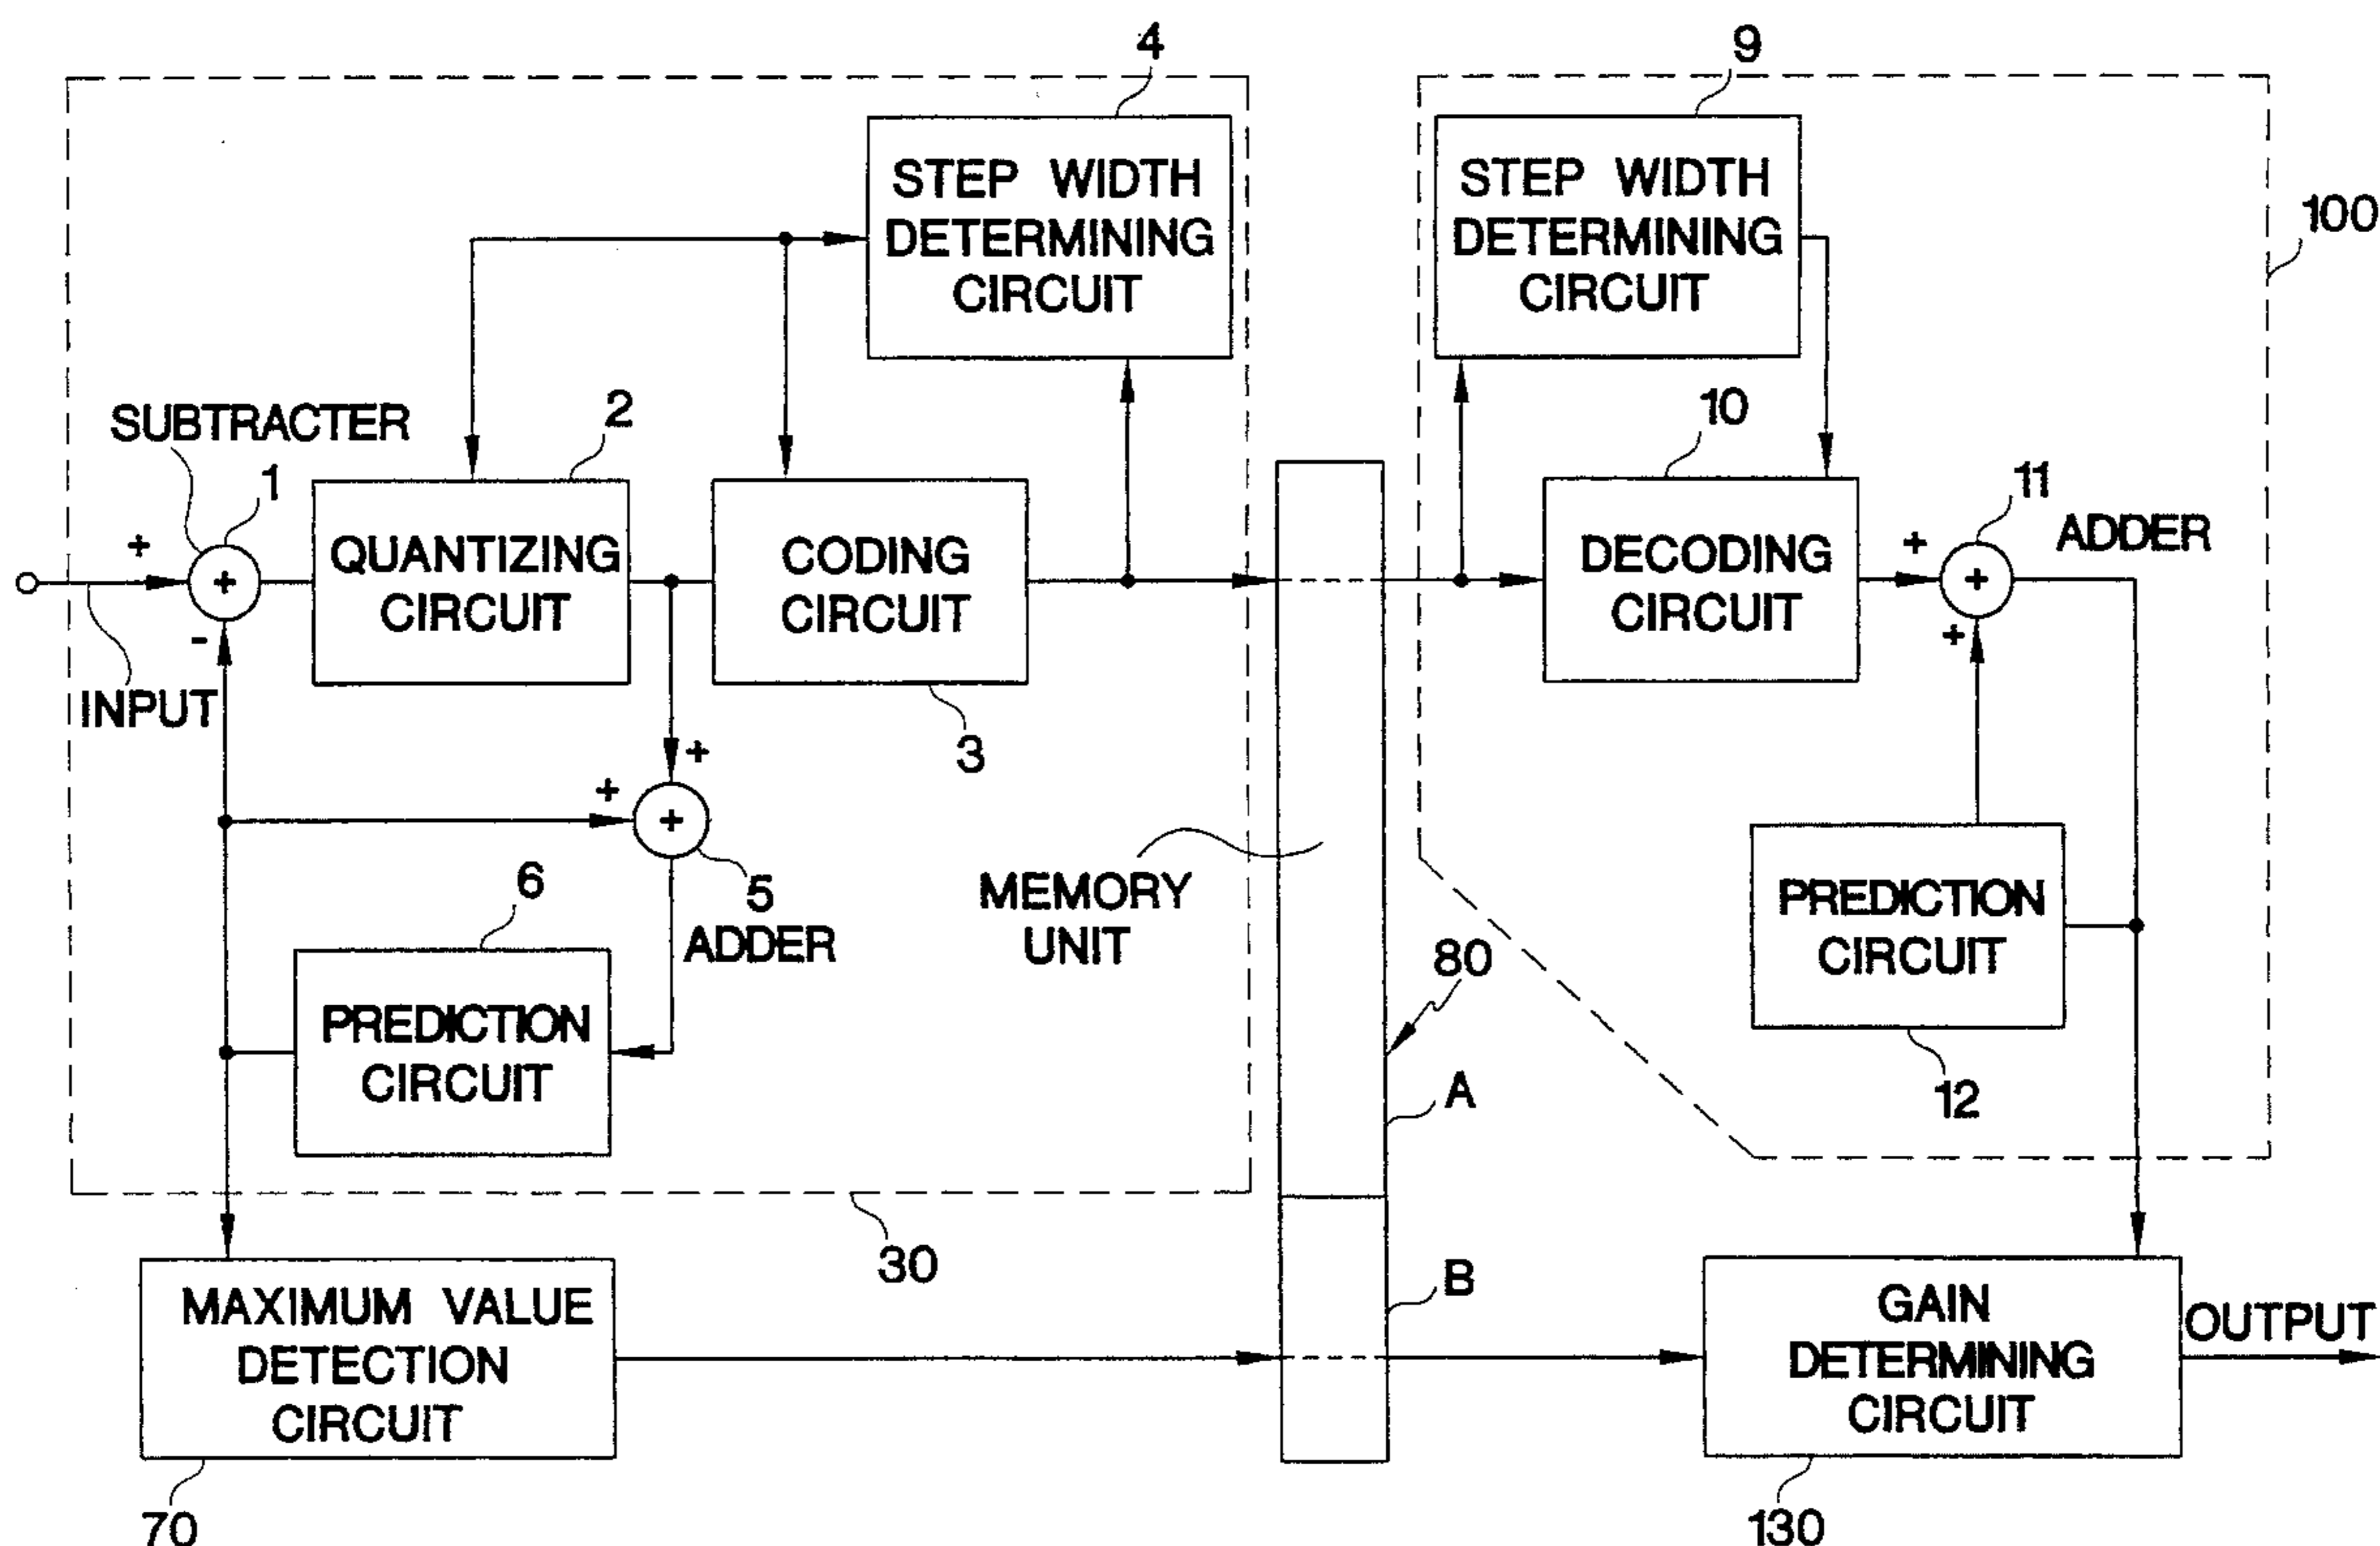 4
9
STEP WIDTH
DETERMINING
CIRCUIT
STEP WIDTH
DETERMINING
CIRCUIT
100
SUBTRACTER
1
2
10
11
ADDER
+
+
QUANTIZING
CIRCUIT
CODING
CIRCUIT
DECODING
CIRCUIT
+
+
+
-
INPUT
3
+
+
+
5
ADDER
6
PREDICTION
CIRCUIT
MEMORY
UNIT
80
PREDICTION
CIRCUIT
12
A
30
B
MAXIMUM VALUE
DETECTION
CIRCUIT
70
GAIN
DETERMINING
CIRCUIT
130
OUTPUT